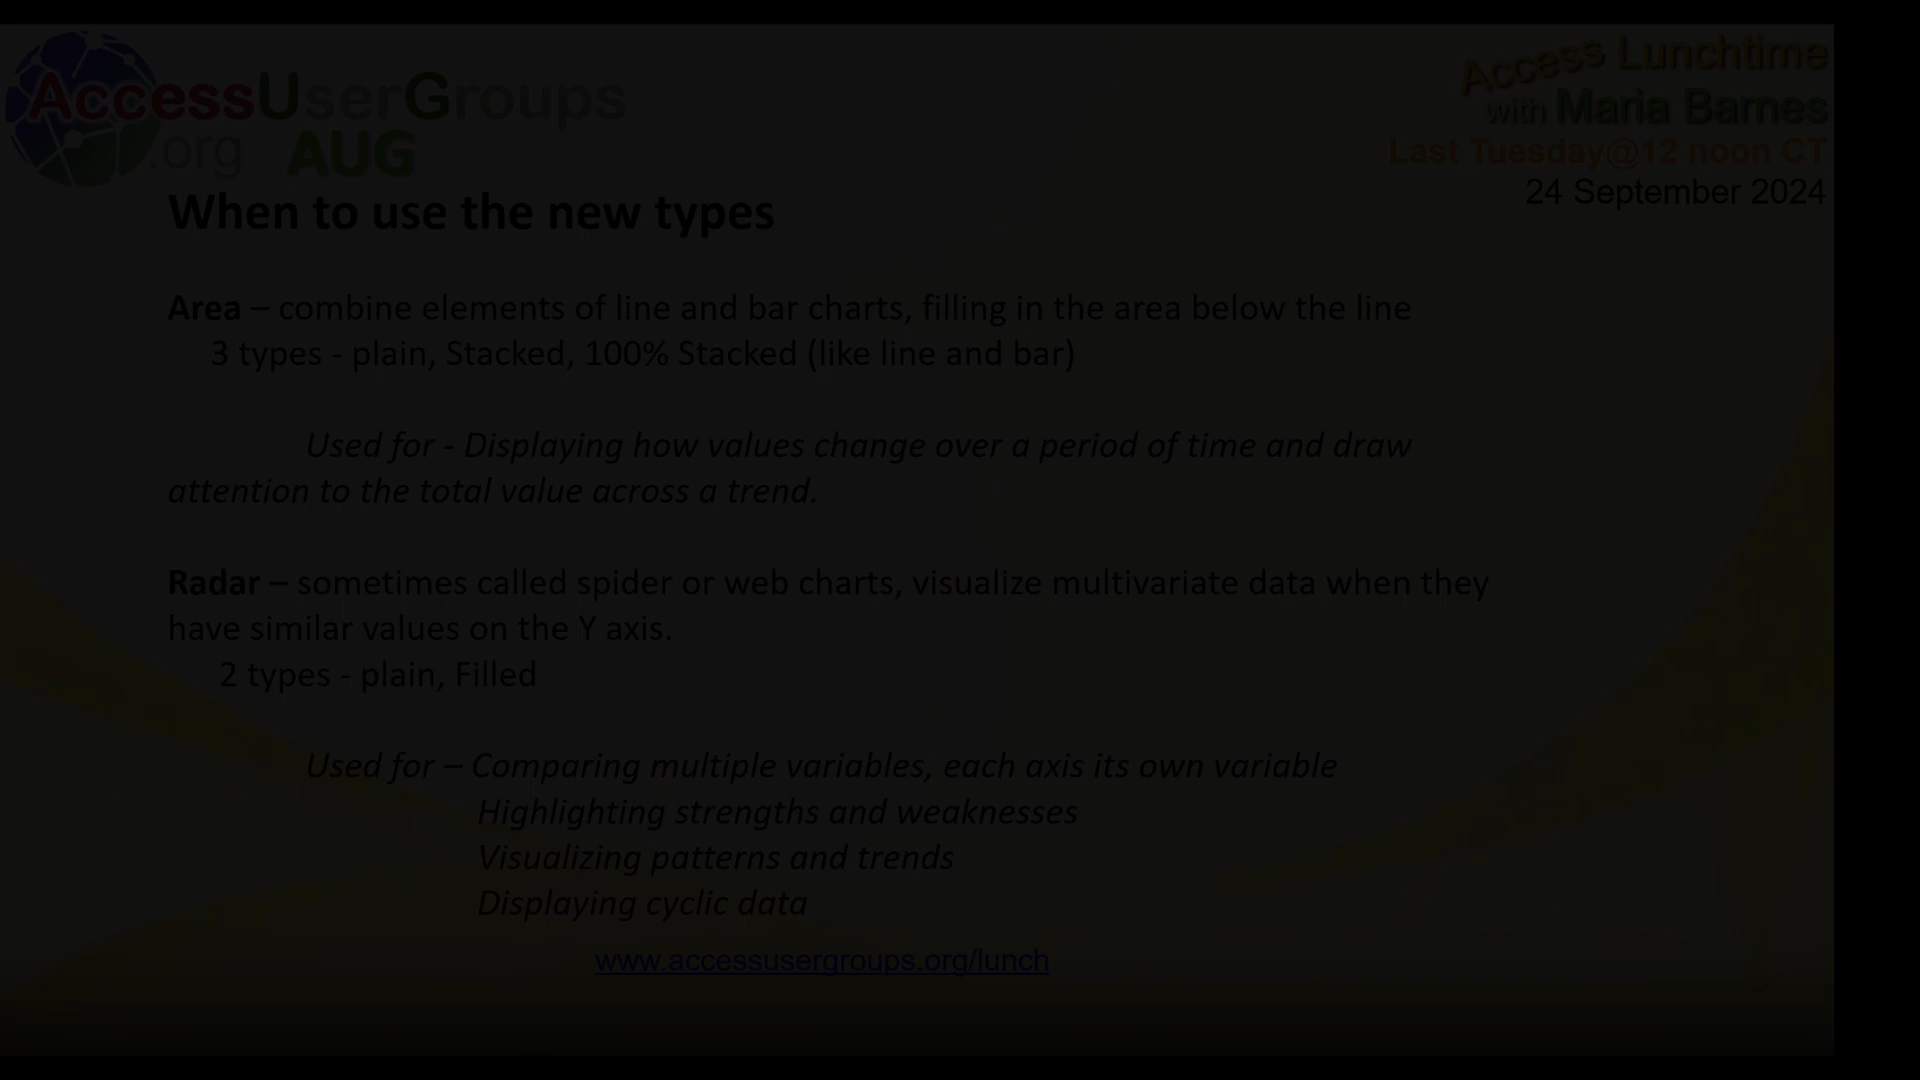 AccessUserGroups
.org AUG
Access Lunchtime
with Maria Barnes
Last Tuesday@12 noon CT
24 September 2024
When to use the new types
Area – combine elements of line and bar charts, filling in the area below the line
3 types - plain, Stacked, 100% Stacked (like line and bar)
Used for - Displaying how values change over a period of time and draw
attention to the total value across a trend.
Radar – sometimes called spider or web charts, visualize multivariate data when they
have similar values on the Y axis.
2 types - plain, Filled
Used for – Comparing multiple variables, each axis its own variable
Highlighting strengths and weaknesses
Visualizing patterns and trends
Displaying cyclic data
www.accessusergroups.org/lunch